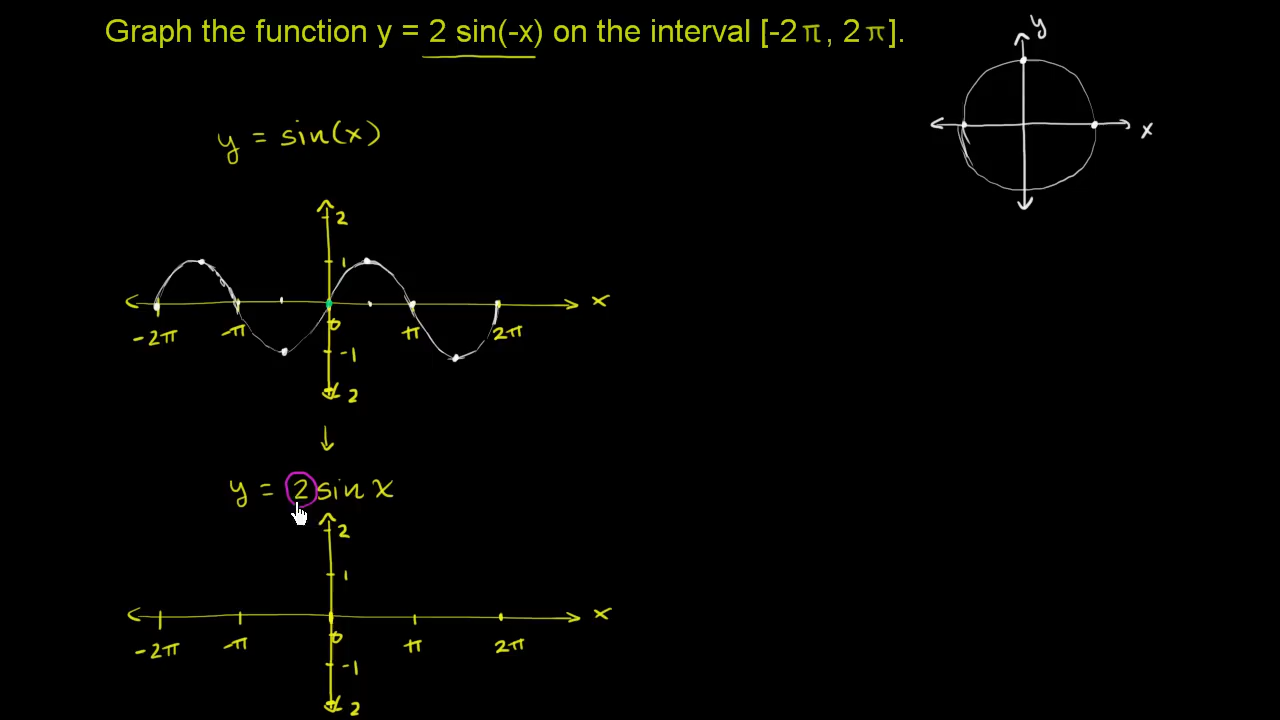 Graph the function y = 2 sin(-x) on the interval [-2π, 2π].
y
x
y = sin(x)
2
1
x
-2π -π 0 π 2π
-1
2
y = 2 sin x
2
1
x
-2π -π 0 π 2π
-1
2